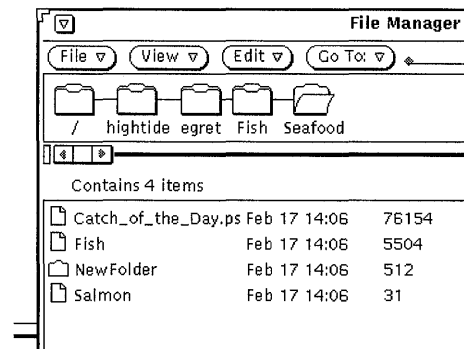 File Manager
File View Edit Go To:
/ hightide egret Fish Seafood
Contains 4 items
Catch_of_the_Day.ps Feb 17 14:06 76154
Fish Feb 17 14:06 5504
NewFolder Feb 17 14:06 512
Salmon Feb 17 14:06 31